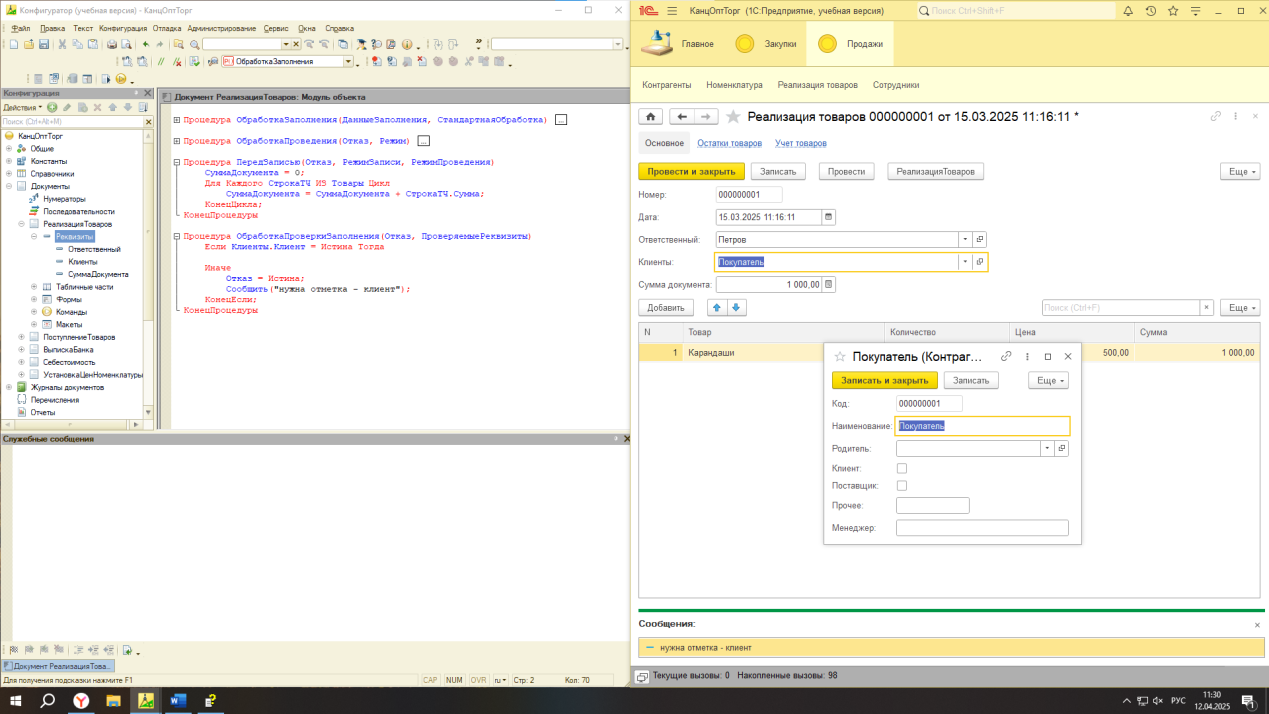 Конфигуратор (учебная версия) - КанцОптТорг
Файл Правка Текст Конфигурация Отладка Администрирование Сервис Окна Справка
ОбработкаЗаполнения
Конфигурация
Действия
Поиск (Ctrl+Alt+M)
КанцОптТорг
Общие
Константы
Справочники
Документы
Нумераторы
Последовательности
РеализацияТоваров
Реквизиты
Ответственный
Клиенты
СуммаДокумента
Табличные части
Формы
Команды
Макеты
ПоступлениеТоваров
ВыпискаБанка
Себестоимость
УстановкаЦенНоменклатуры
Журналы документов
Перечисления
Отчеты
Документ РеализацияТоваров: Модуль объекта
Процедура ОбработкаЗаполнения(ДанныеЗаполнения, СтандартнаяОбработка) ...
Процедура ОбработкаПроведения(Отказ, Режим) ...
Процедура ПередЗаписью(Отказ, РежимЗаписи, РежимПроведения)
СуммаДокумента = 0;
Для Каждого СтрокаТЧ Из Товары Цикл
СуммаДокумента = СуммаДокумента + СтрокаТЧ.Сумма;
КонецЦикла;
КонецПроцедуры
Процедура ОбработкаПроверкиЗаполнения(Отказ, ПроверяемыеРеквизиты)
Если Клиенты.Клиент = Истина Тогда
Иначе
Отказ = Истина;
Сообщить("нужна отметка - клиент");
КонецЕсли;
КонецПроцедуры
Служебные сообщения
Документ РеализацияТова...
Для получения подсказки нажмите F1
CAP NUM OVR ru Стр: 2 Кол: 70
1С КанцОптТорг (1С:Предприятие, учебная версия)
Поиск Ctrl+Shift+F
Главное Закупки Продажи
Контрагенты Номенклатура Реализация товаров Сотрудники
Реализация товаров 000000001 от 15.03.2025 11:16:11 *
Основное Остатки товаров Учет товаров
Провести и закрыть Записать Провести РеализацияТоваров Еще
Номер: 000000001
Дата: 15.03.2025 11:16:11
Ответственный: Петров
Клиенты: Покупатель
Сумма документа: 1 000,00
Добавить Поиск (Ctrl+F) Еще
N Товар Количество Цена Сумма
1 Карандаши 500,00 1 000,00
Покупатель (Контраг...
Записать и закрыть Записать Еще
Код: 000000001
Наименование: Покупатель
Родитель:
Клиент:
Поставщик:
Прочее:
Менеджер:
Сообщения:
нужна отметка - клиент
Текущие вызовы: 0 Накопленные вызовы: 98
РУС
11:30
12.04.2025
1